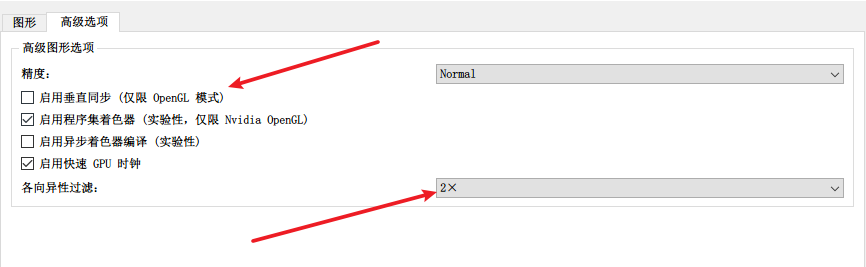 图形 高级选项
高级图形选项
精度: Normal
启用垂直同步 (仅限 OpenGL 模式)
启用程序集着色器 (实验性, 仅限 Nvidia OpenGL)
启用异步着色器编译 (实验性)
启用快速 GPU 时钟
各向异性过滤: 2×